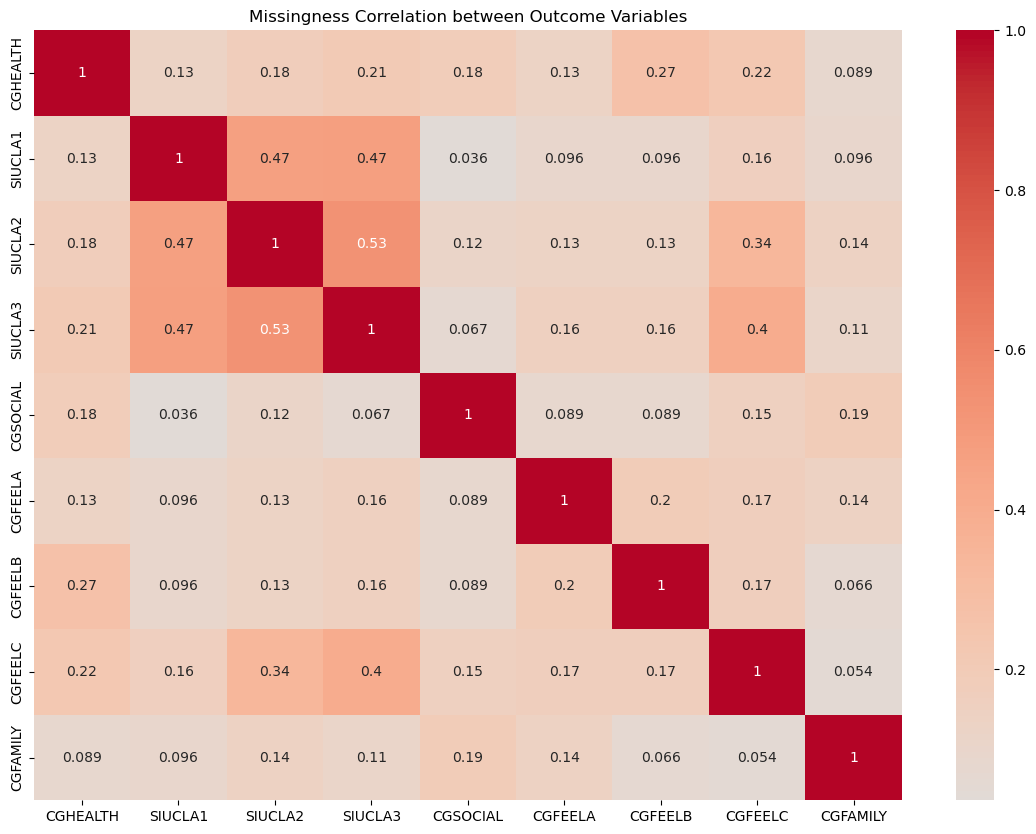 Missingness Correlation between Outcome Variables
CGHEALTH 1 0.13 0.18 0.21 0.18 0.13 0.27 0.22 0.089
SIUCLA1 0.13 1 0.47 0.47 0.036 0.096 0.096 0.16 0.096
SIUCLA2 0.18 0.47 1 0.53 0.12 0.13 0.13 0.34 0.14
SIUCLA3 0.21 0.47 0.53 1 0.067 0.16 0.16 0.4 0.11
CGSOCIAL 0.18 0.036 0.12 0.067 1 0.089 0.089 0.15 0.19
CGFEELA 0.13 0.096 0.13 0.16 0.089 1 0.2 0.17 0.14
CGFEELB 0.27 0.096 0.13 0.16 0.089 0.2 1 0.17 0.066
CGFEELC 0.22 0.16 0.34 0.4 0.15 0.17 0.17 1 0.054
CGFAMILY 0.089 0.096 0.14 0.11 0.19 0.14 0.066 0.054 1
CGHEALTH SIUCLA1 SIUCLA2 SIUCLA3 CGSOCIAL CGFEELA CGFEELB CGFEELC CGFAMILY
1.0
0.8
0.6
0.4
0.2